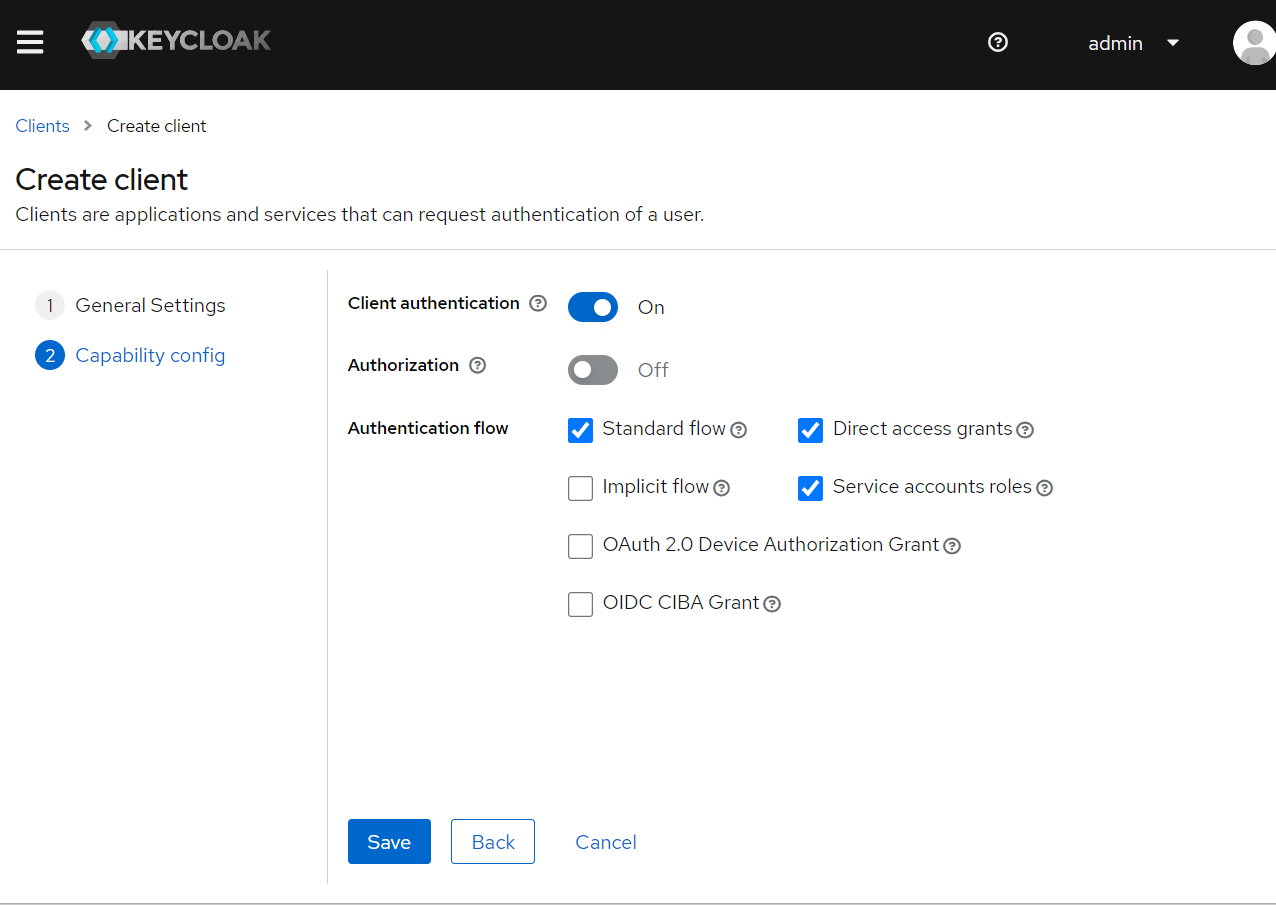 KEYCLOAK
admin
Clients > Create client
Create client
Clients are applications and services that can request authentication of a user.
1 General Settings
2 Capability config
Client authentication ? On
Authorization ? Off
Authentication flow
Standard flow ? Direct access grants ?
Implicit flow ? Service accounts roles ?
OAuth 2.0 Device Authorization Grant ?
OIDC CIBA Grant ?
Save Back Cancel